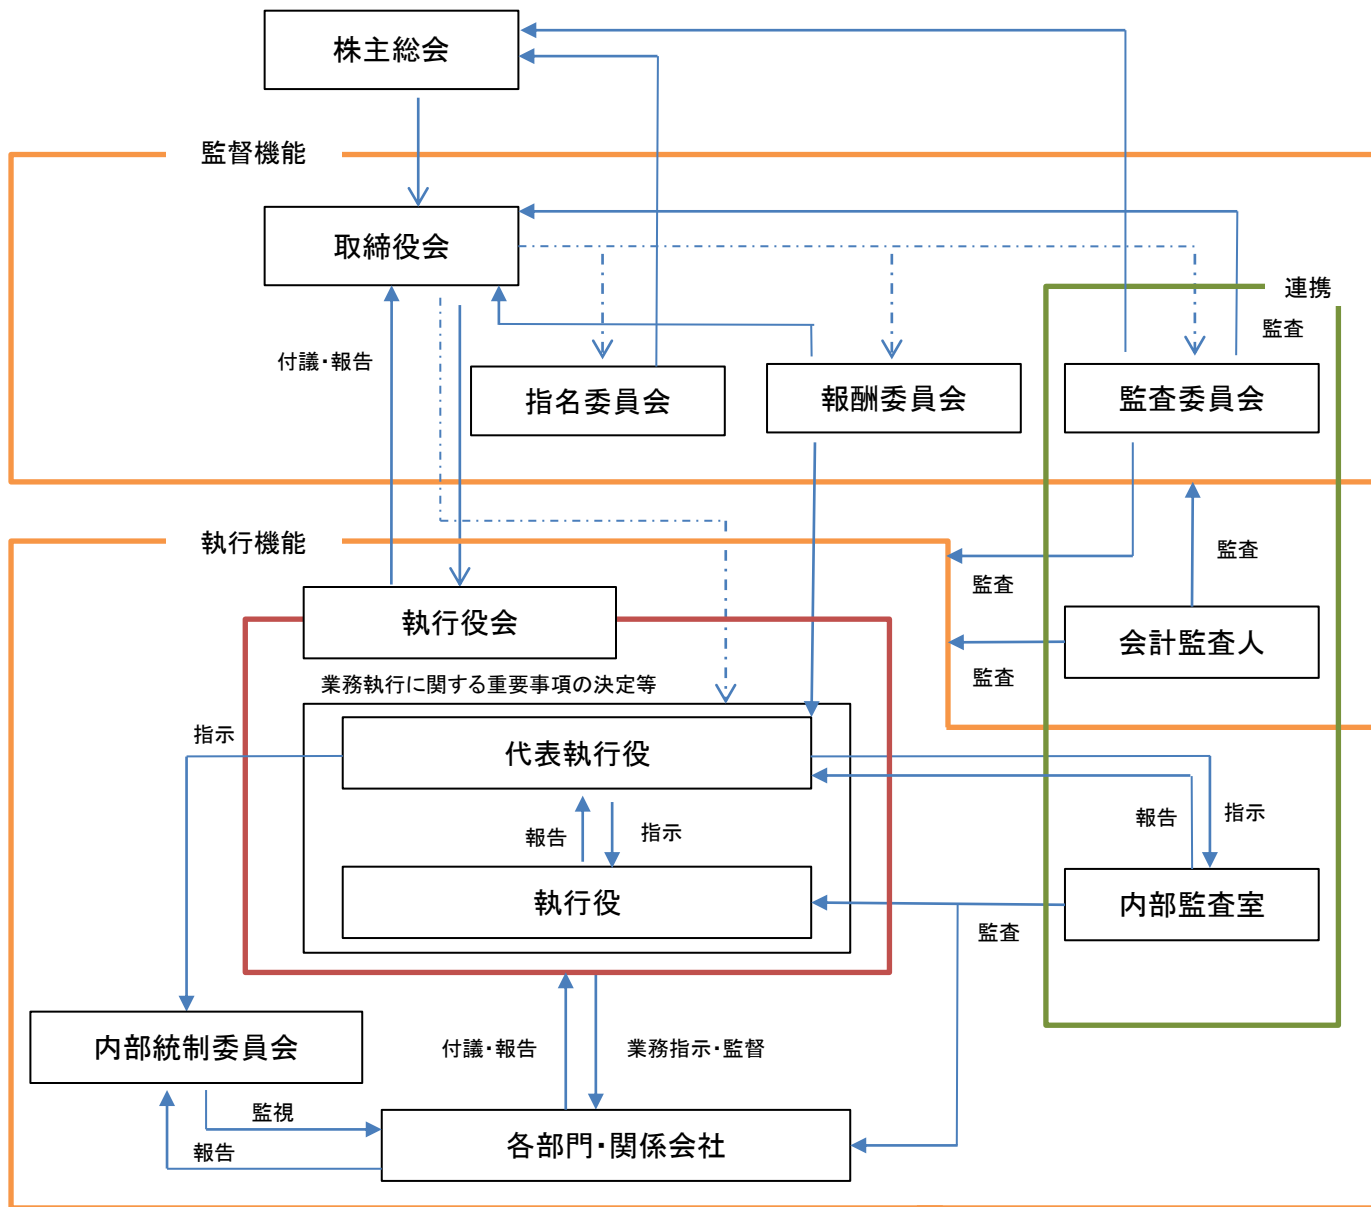 株主総会
監督機能
取締役会
連携
監査
付議・報告
指名委員会
報酬委員会
監査委員会
執行機能
監査
監査
執行役会
会計監査人
監査
業務執行に関する重要事項の決定等
指示
代表執行役
報告
指示
報告
指示
執行役
内部監査室
監査
内部統制委員会
付議・報告
業務指示・監督
監視
報告
各部門・関係会社